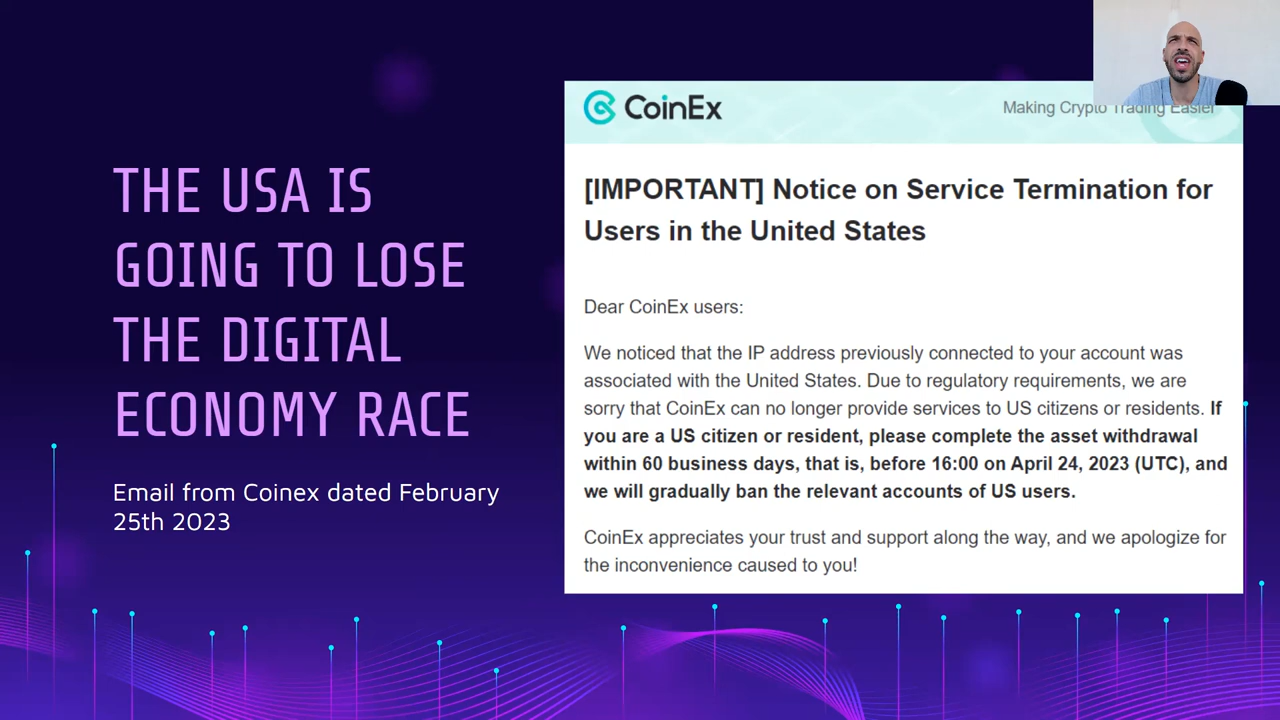 THE USA IS
GOING TO LOSE
THE DIGITAL
ECONOMY RACE
Email from Coinex dated February
25th 2023
CoinEx
Making Crypto Trading Easier
[IMPORTANT] Notice on Service Termination for
Users in the United States
Dear CoinEx users:
We noticed that the IP address previously connected to your account was
associated with the United States. Due to regulatory requirements, we are
sorry that CoinEx can no longer provide services to US citizens or residents. If
you are a US citizen or resident, please complete the asset withdrawal
within 60 business days, that is, before 16:00 on April 24, 2023 (UTC), and
we will gradually ban the relevant accounts of US users.
CoinEx appreciates your trust and support along the way, and we apologize for
the inconvenience caused to you!